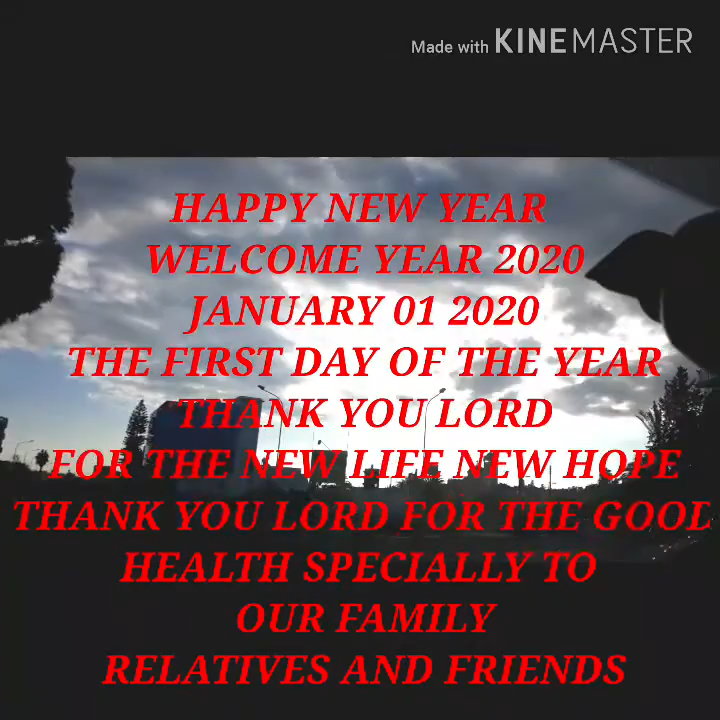 Made with KINEMASTER
HAPPY NEW YEAR
WELCOME YEAR 2020
JANUARY 01 2020
THE FIRST DAY OF THE YEAR
THANK YOU LORD
FOR THE NEW LIFE NEW HOPE
THANK YOU LORD FOR THE GOOD
HEALTH SPECIALLY TO
OUR FAMILY
RELATIVES AND FRIENDS